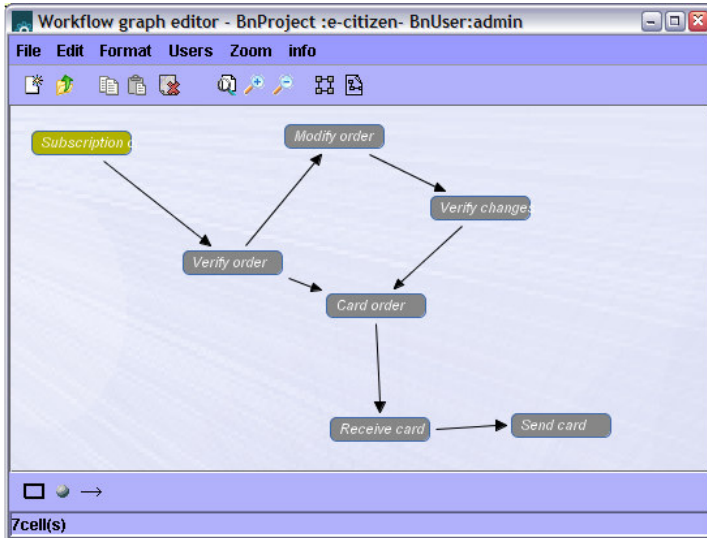 Workflow graph editor - BnProject :e-citizen- BnUser:admin
File Edit Format Users Zoom info
Subscription
Modify order
Verify changes
Verify order
Card order
Receive card
Send card
7cell(s)